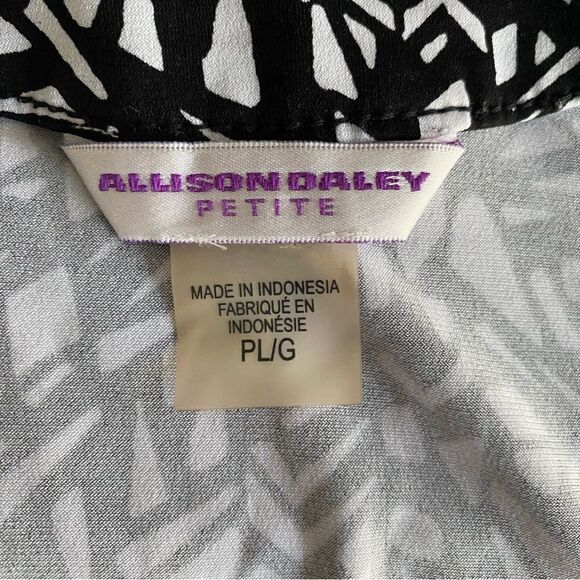 ALLISON DALEY
PETITE
MADE IN INDONESIA
FABRIQUÉ EN
INDONÉSIE
PL/G